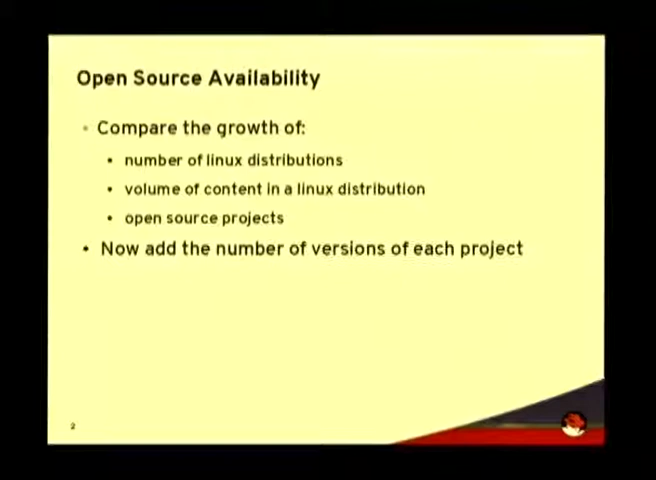 Open Source Availability
• Compare the growth of:
• number of linux distributions
• volume of content in a linux distribution
• open source projects
• Now add the number of versions of each project
2